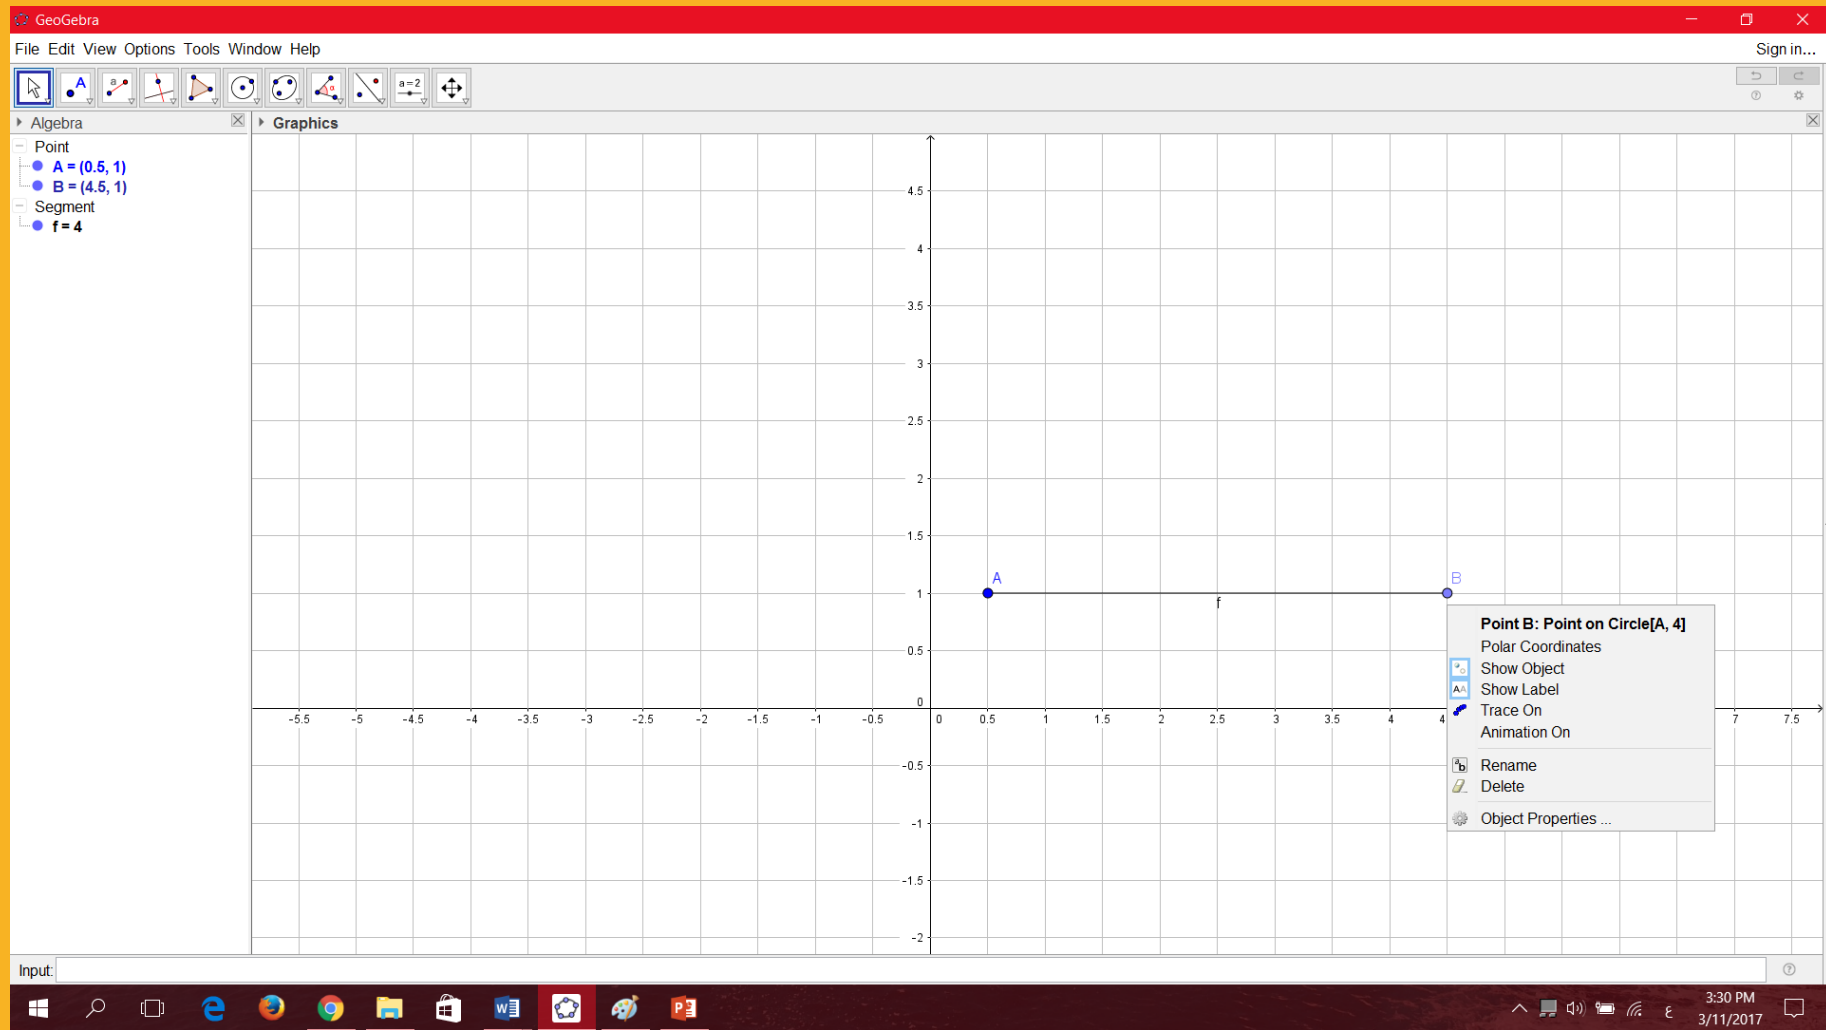 GeoGebra
File Edit View Options Tools Window Help
Sign in...
A
a
α
a=2
Algebra
Graphics
Point
A = (0.5, 1)
B = (4.5, 1)
Segment
f = 4
4.5
4
3.5
3
2.5
2
1.5
A
B
1
f
Point B: Point on Circle[A, 4]
Polar Coordinates
0.5
Show Object
AA Show Label
0
Trace On
-5.5 -5 -4.5 -4 -3.5 -3 -2.5 -2 -1.5 -1 -0.5 0 0.5 1 1.5 2 2.5 3 3.5 4 4 7 7.5
Animation On
-0.5
ab Rename
Delete
Object Properties ...
-1
-1.5
-2
Input:
3:30 PM
ع
3/11/2017